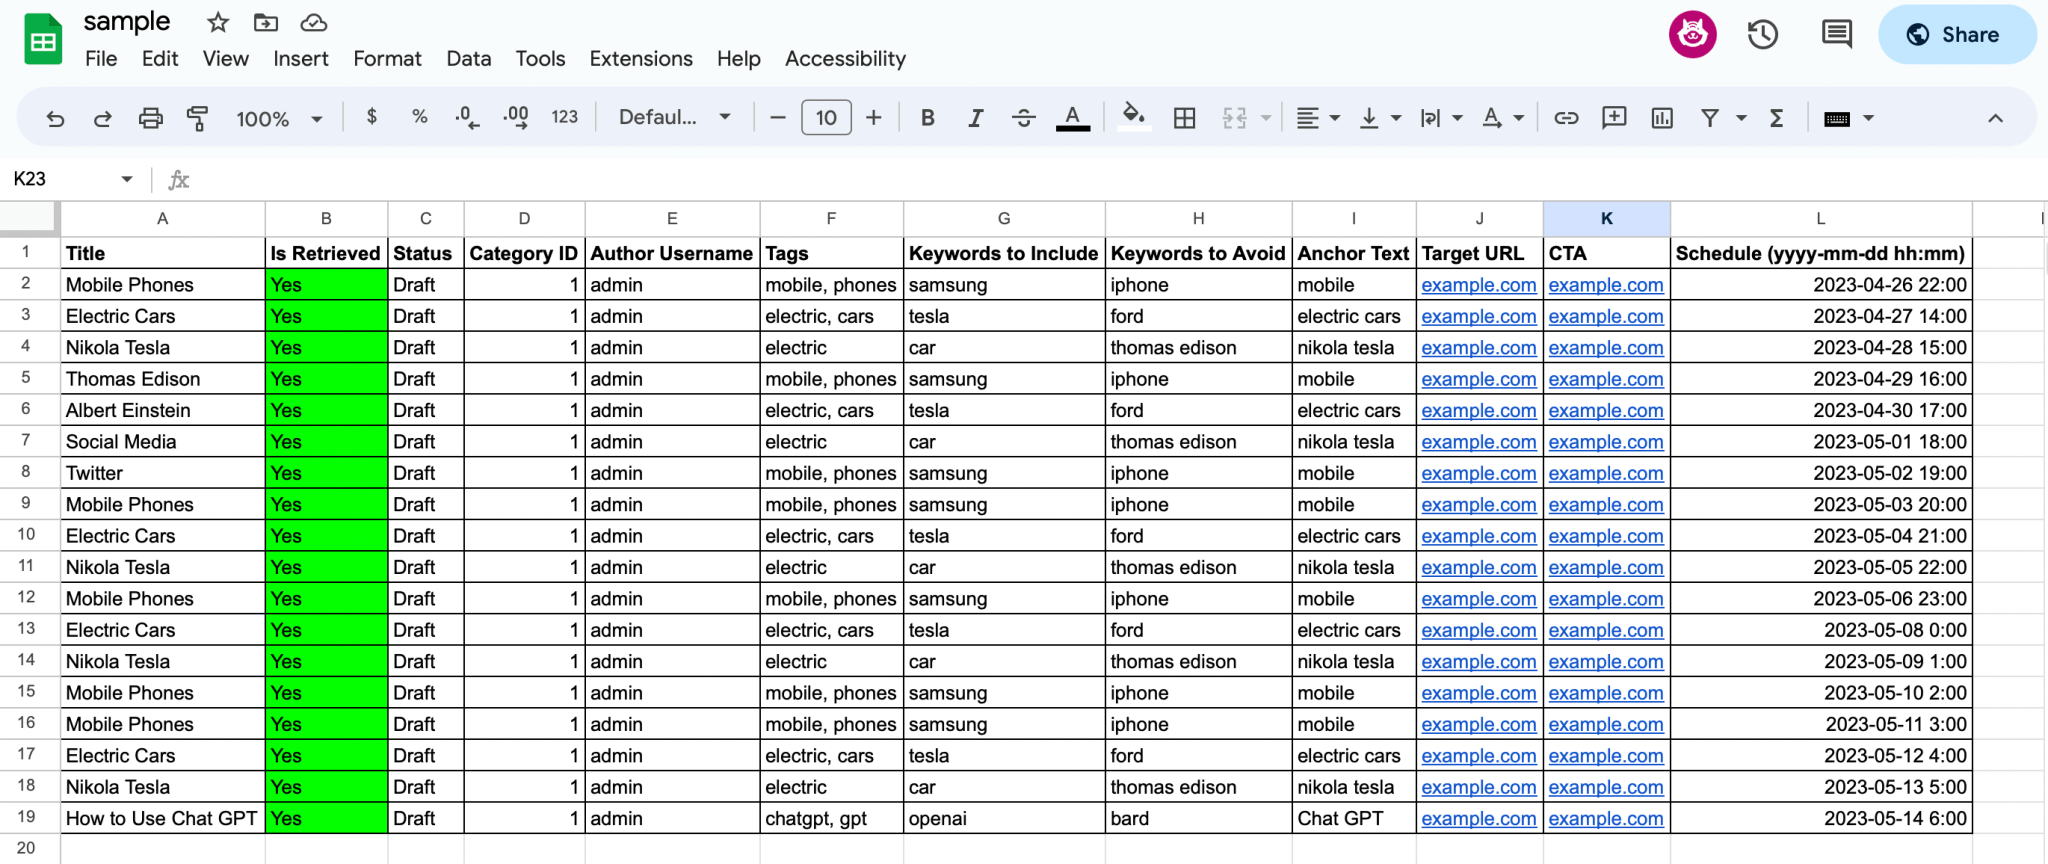 sample
File Edit View Insert Format Data Tools Extensions Help Accessibility
Share
100% $ % .0 .00 123 Defaul... 10 B I A A Σ
K23 fx
A B C D E F G H I J K L
1 Title Is Retrieved Status Category ID Author Username Tags Keywords to Include Keywords to Avoid Anchor Text Target URL CTA Schedule (yyyy-mm-dd hh:mm)
2 Mobile Phones Yes Draft 1 admin mobile, phones samsung iphone mobile example.com example.com 2023-04-26 22:00
3 Electric Cars Yes Draft 1 admin electric, cars tesla ford electric cars example.com example.com 2023-04-27 14:00
4 Nikola Tesla Yes Draft 1 admin electric car thomas edison nikola tesla example.com example.com 2023-04-28 15:00
5 Thomas Edison Yes Draft 1 admin mobile, phones samsung iphone mobile example.com example.com 2023-04-29 16:00
6 Albert Einstein Yes Draft 1 admin electric, cars tesla ford electric cars example.com example.com 2023-04-30 17:00
7 Social Media Yes Draft 1 admin electric car thomas edison nikola tesla example.com example.com 2023-05-01 18:00
8 Twitter Yes Draft 1 admin mobile, phones samsung iphone mobile example.com example.com 2023-05-02 19:00
9 Mobile Phones Yes Draft 1 admin mobile, phones samsung iphone mobile example.com example.com 2023-05-03 20:00
10 Electric Cars Yes Draft 1 admin electric, cars tesla ford electric cars example.com example.com 2023-05-04 21:00
11 Nikola Tesla Yes Draft 1 admin electric car thomas edison nikola tesla example.com example.com 2023-05-05 22:00
12 Mobile Phones Yes Draft 1 admin mobile, phones samsung iphone mobile example.com example.com 2023-05-06 23:00
13 Electric Cars Yes Draft 1 admin electric, cars tesla ford electric cars example.com example.com 2023-05-08 0:00
14 Nikola Tesla Yes Draft 1 admin electric car thomas edison nikola tesla example.com example.com 2023-05-09 1:00
15 Mobile Phones Yes Draft 1 admin mobile, phones samsung iphone mobile example.com example.com 2023-05-10 2:00
16 Mobile Phones Yes Draft 1 admin mobile, phones samsung iphone mobile example.com example.com 2023-05-11 3:00
17 Electric Cars Yes Draft 1 admin electric, cars tesla ford electric cars example.com example.com 2023-05-12 4:00
18 Nikola Tesla Yes Draft 1 admin electric car thomas edison nikola tesla example.com example.com 2023-05-13 5:00
19 How to Use Chat GPT Yes Draft 1 admin chatgpt, gpt openai bard Chat GPT example.com example.com 2023-05-14 6:00
20